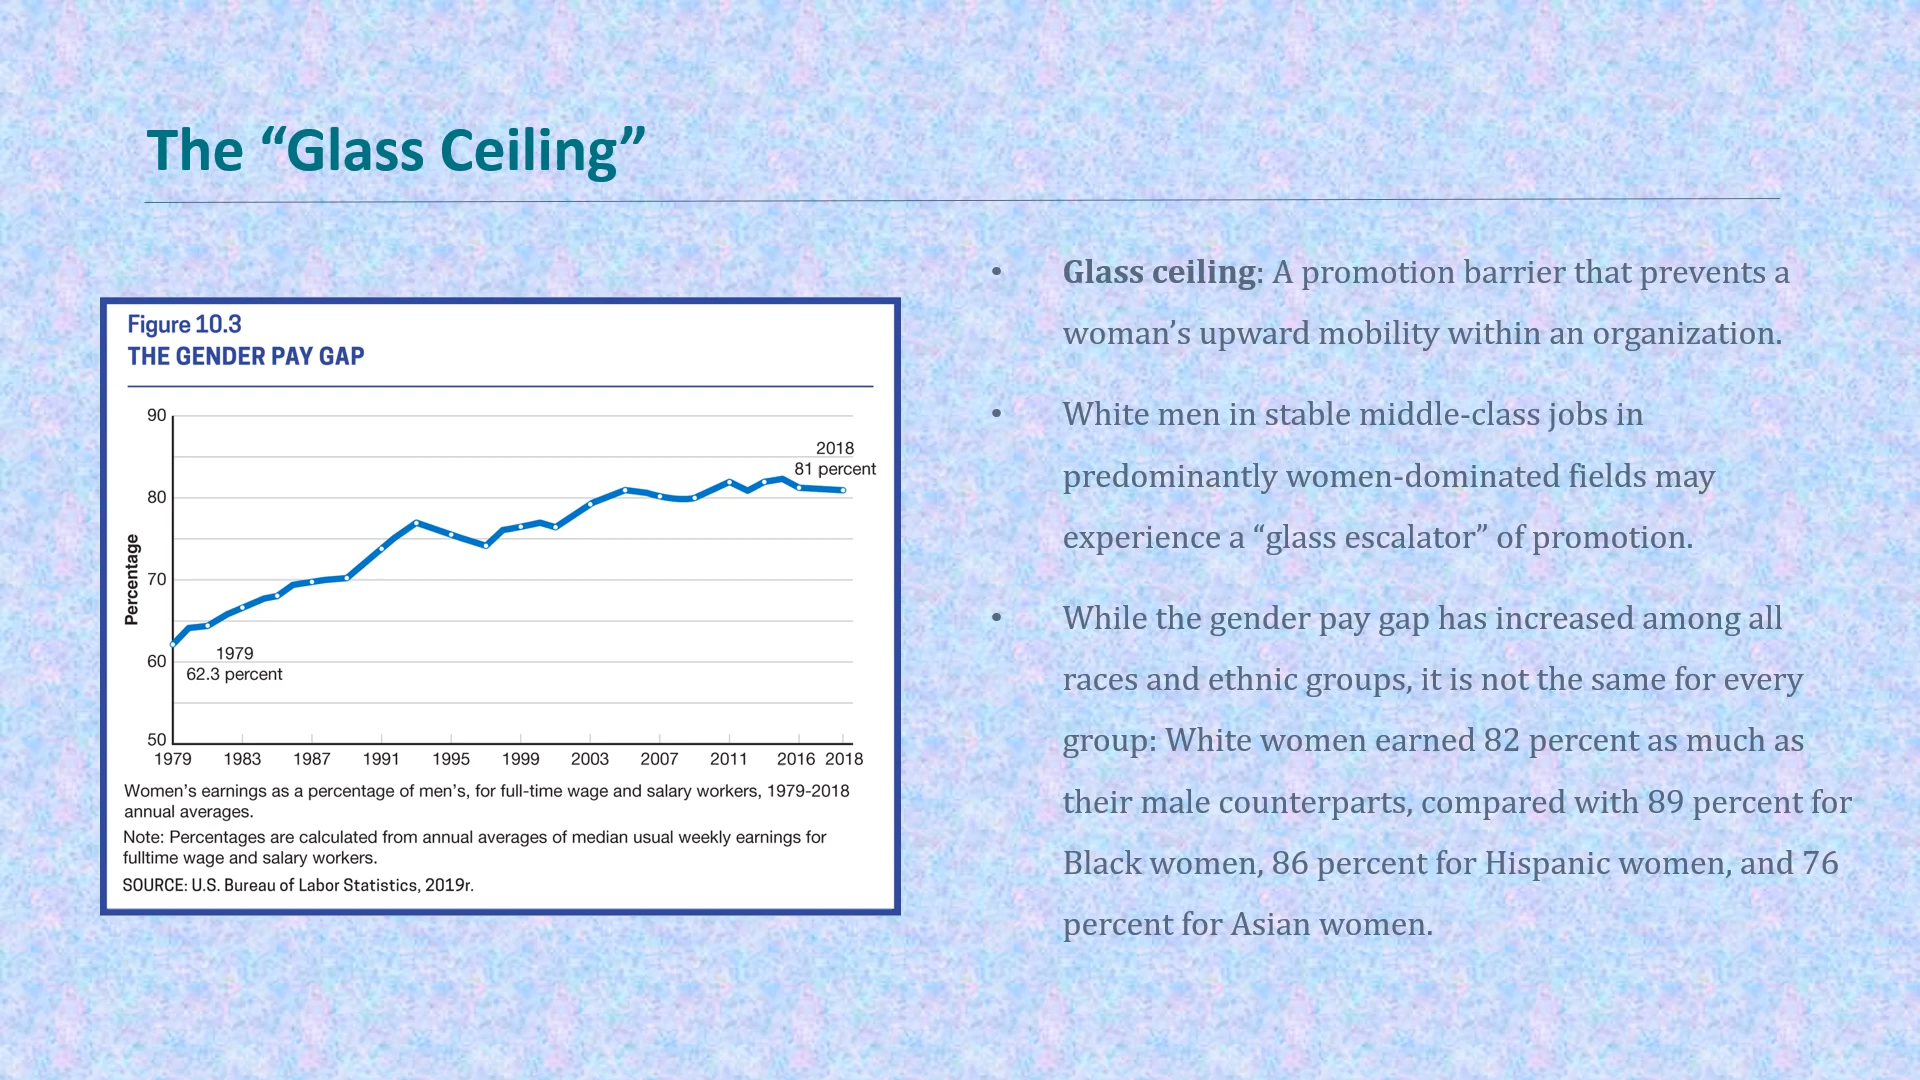 The “Glass Ceiling”
Figure 10.3
THE GENDER PAY GAP
90
80
70
60
50
Percentage
2018
81 percent
1979
62.3 percent
1979 1983 1987 1991 1995 1999 2003 2007 2011 2016 2018
Women’s earnings as a percentage of men’s, for full-time wage and salary workers, 1979-2018
annual averages.
Note: Percentages are calculated from annual averages of median usual weekly earnings for
fulltime wage and salary workers.
SOURCE: U.S. Bureau of Labor Statistics, 2019r.
• Glass ceiling: A promotion barrier that prevents a
woman’s upward mobility within an organization.
• White men in stable middle-class jobs in
predominantly women-dominated fields may
experience a “glass escalator” of promotion.
• While the gender pay gap has increased among all
races and ethnic groups, it is not the same for every
group: White women earned 82 percent as much as
their male counterparts, compared with 89 percent for
Black women, 86 percent for Hispanic women, and 76
percent for Asian women.